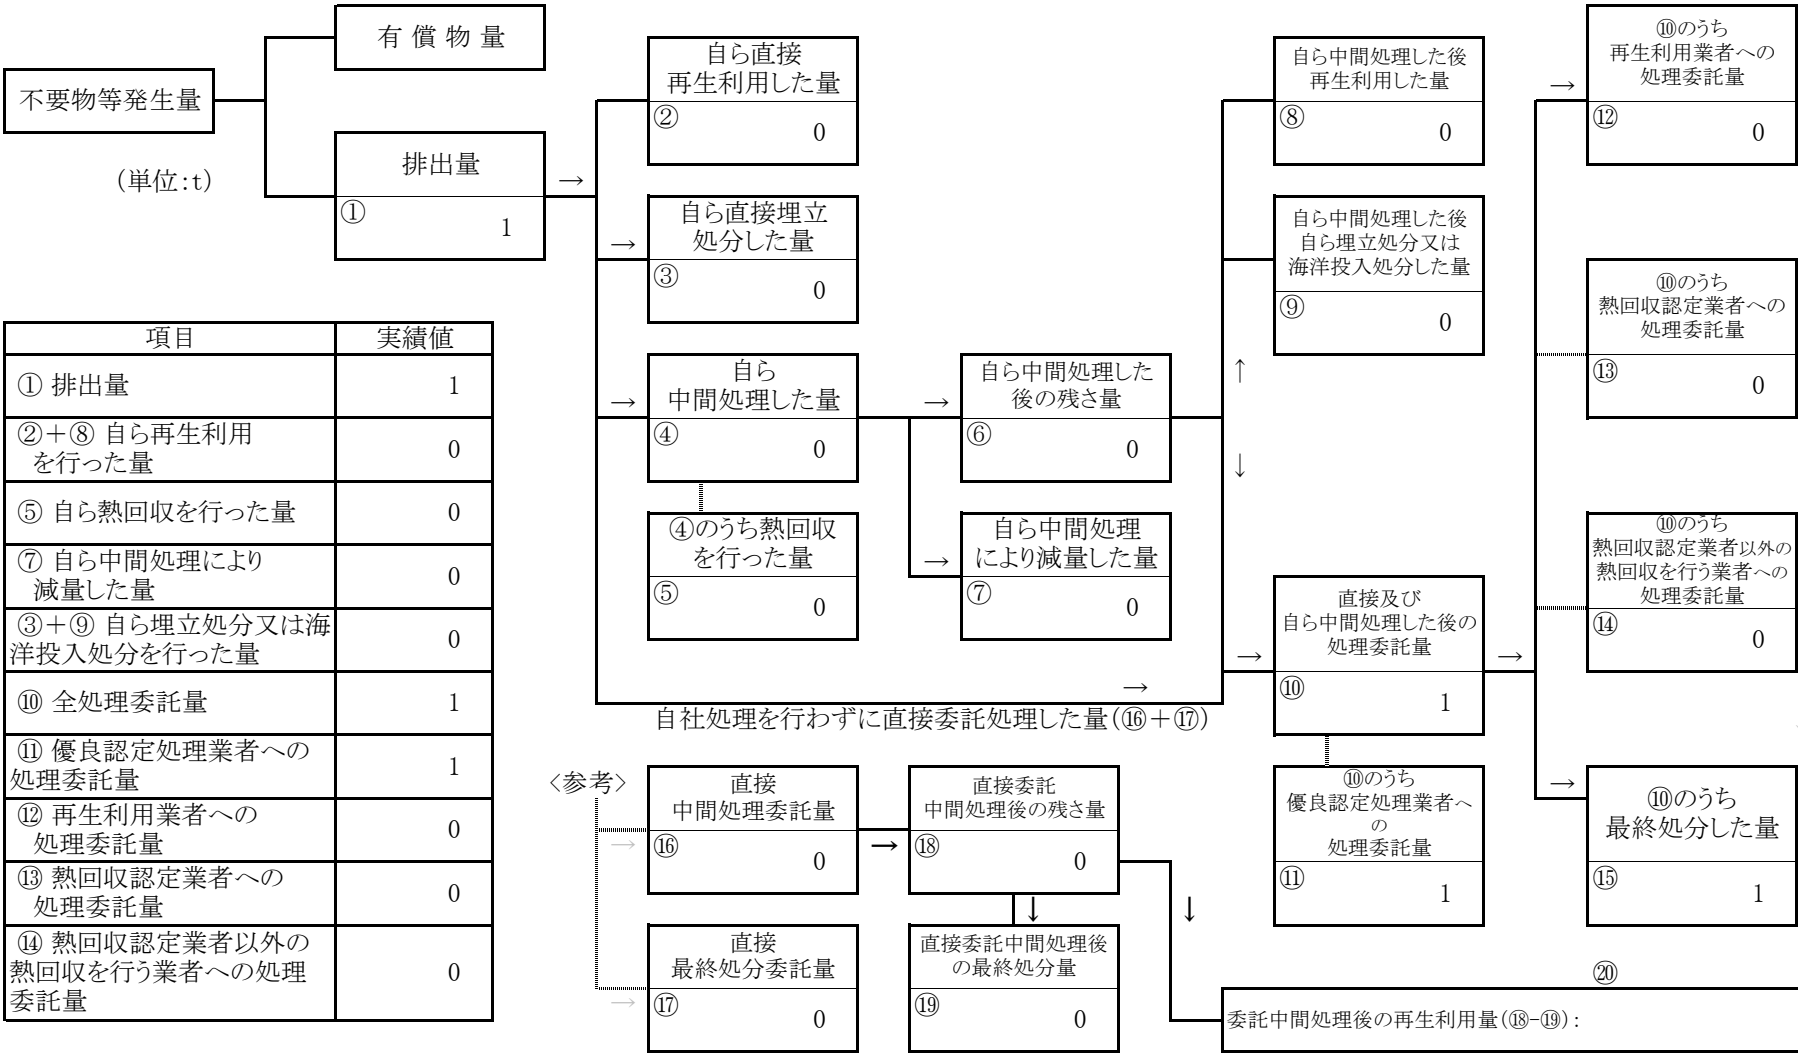 不要物等発生量
(単位:t)
有 償 物 量
排出量
①
1
→
自ら直接
再生利用した量
②
0
→
自ら直接埋立
処分した量
③
0
→
自ら
中間処理した量
④
0
④のうち熱回収
を行った量
⑤
0
→
自ら中間処理した
後の残さ量
⑥
0
→
自ら中間処理
により減量した量
⑦
0
自ら中間処理した後
再生利用した量
⑧
0
自ら中間処理した後
自ら埋立処分又は
海洋投入処分した量
⑨
0
↑
↓
→
直接及び
自ら中間処理した後の
処理委託量
⑩
1
→
⑩のうち
優良認定処理業者へ
の
処理委託量
⑪
1
→
⑩のうち
再生利用業者への
処理委託量
⑫
0
⑩のうち
熱回収認定業者への
処理委託量
⑬
0
⑩のうち
熱回収認定業者以外の
熱回収を行う業者への
処理委託量
⑭
0
→
⑩のうち
最終処分した量
⑮
1
→
自社処理を行わずに直接委託処理した量(⑯+⑰)
項目 実績値
① 排出量 1
②+⑧ 自ら再生利用
を行った量 0
⑤ 自ら熱回収を行った量 0
⑦ 自ら中間処理により
減量した量 0
③+⑨ 自ら埋立処分又は海
洋投入処分を行った量 0
⑩ 全処理委託量 1
⑪ 優良認定処理業者への
処理委託量 1
⑫ 再生利用業者への
処理委託量 0
⑬ 熱回収認定業者への
処理委託量 0
⑭ 熱回収認定業者以外の
熱回収を行う業者への処理
委託量 0
<参考>
→
直接
中間処理委託量
⑯
0
→
直接委託
中間処理後の残さ量
⑱
0
↓
↓
→
直接
最終処分委託量
⑰
0
直接委託中間処理後
の最終処分量
⑲
0
⑳
委託中間処理後の再生利用量(⑱-⑲):